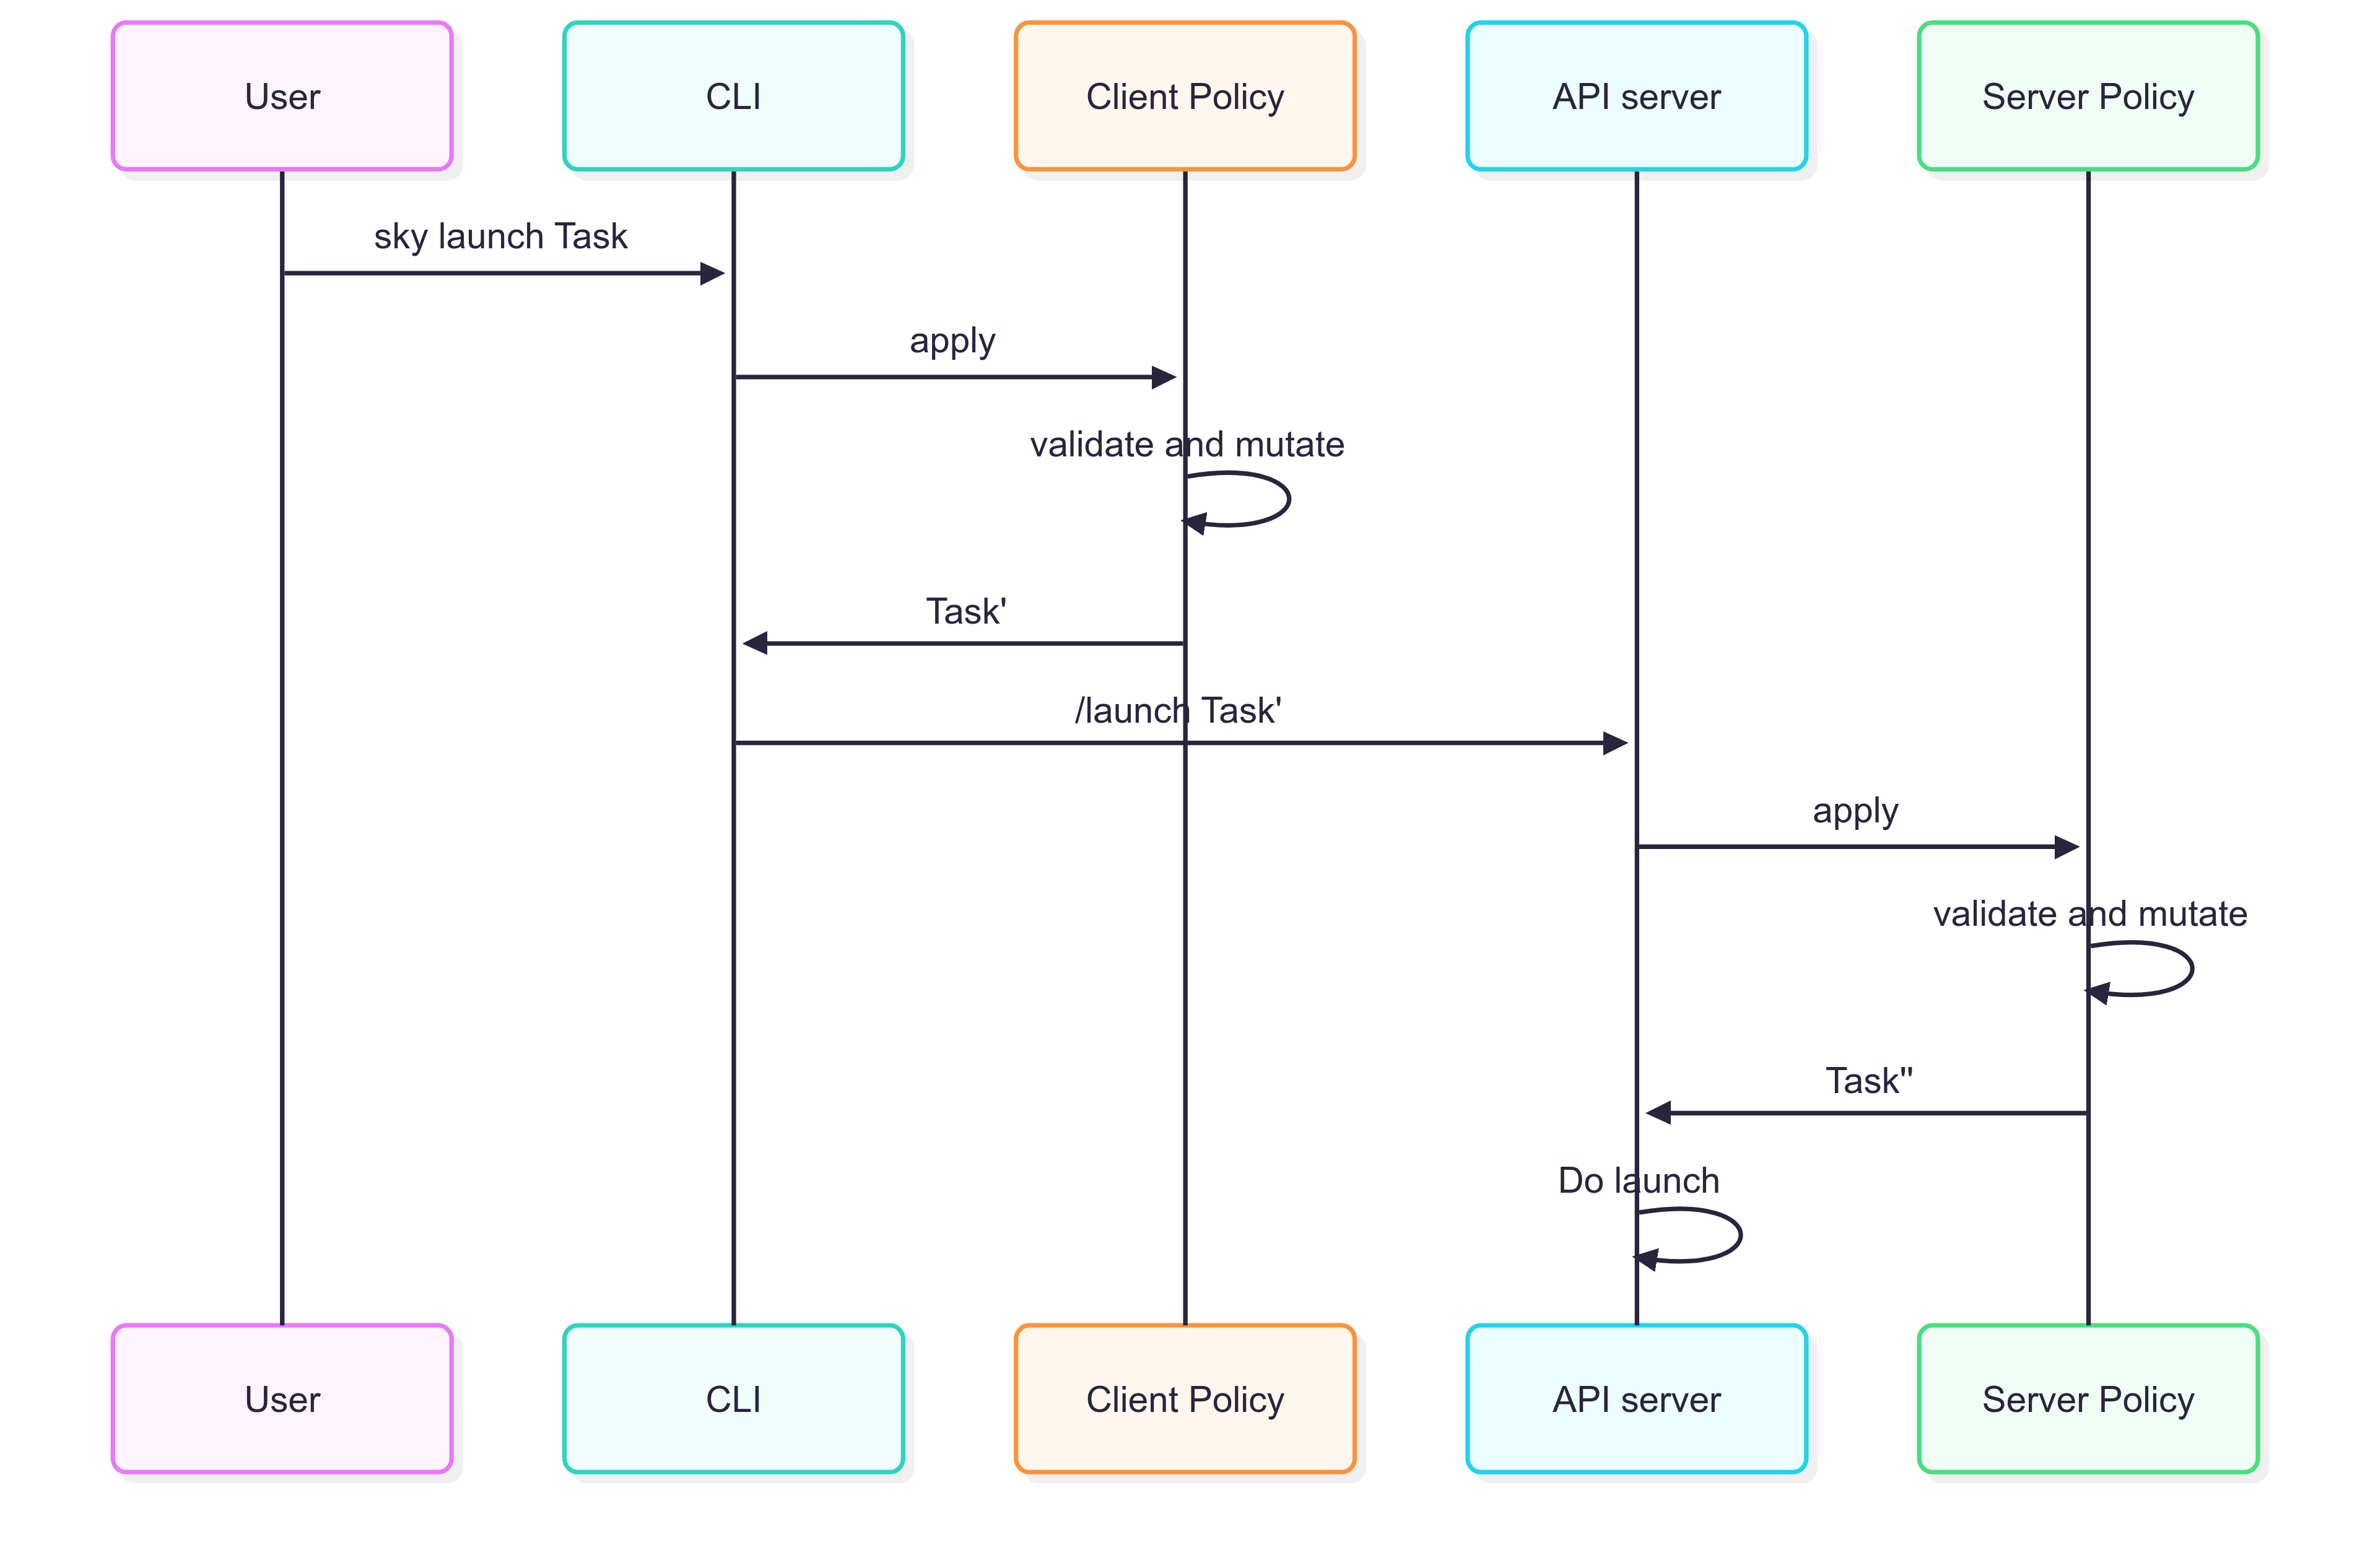 User
CLI
Client Policy
API server
Server Policy
sky launch Task
apply
validate and mutate
Task'
/launch Task'
apply
validate and mutate
Task''
Do launch
User
CLI
Client Policy
API server
Server Policy